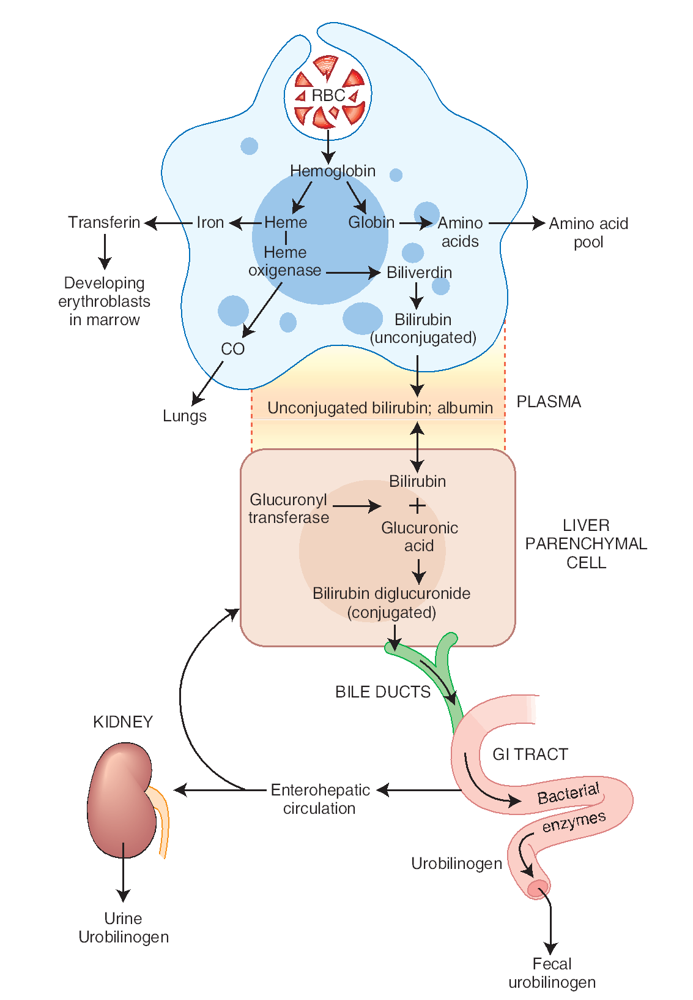 RBC
Hemoglobin
Transferin
Iron
Heme
Globin
Amino
acids
Amino acid
pool
Heme
oxigenase
Biliverdin
Developing
erythroblasts
in marrow
Bilirubin
(unconjugated)
CO
Lungs
Unconjugated bilirubin; albumin
PLASMA
Bilirubin
+
Glucuronyl
transferase
Glucuronic
acid
LIVER
PARENCHYMAL
CELL
Bilirubin diglucuronide
(conjugated)
BILE DUCTS
KIDNEY
GI TRACT
Enterohepatic
circulation
Bacterial
enzymes
Urobilinogen
Urine
Urobilinogen
Fecal
urobilinogen